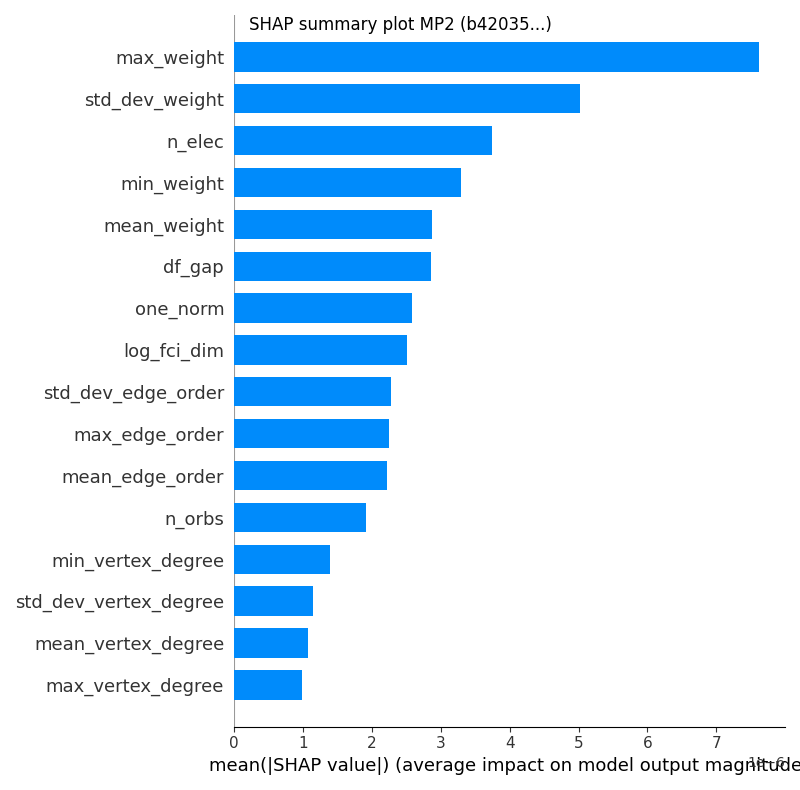 SHAP summary plot MP2 (b42035...)
max_weight
std_dev_weight
n_elec
min_weight
mean_weight
df_gap
one_norm
log_fci_dim
std_dev_edge_order
max_edge_order
mean_edge_order
n_orbs
min_vertex_degree
std_dev_vertex_degree
mean_vertex_degree
max_vertex_degree
0 1 2 3 4 5 6 7
1e−6
mean(|SHAP value|) (average impact on model output magnitude